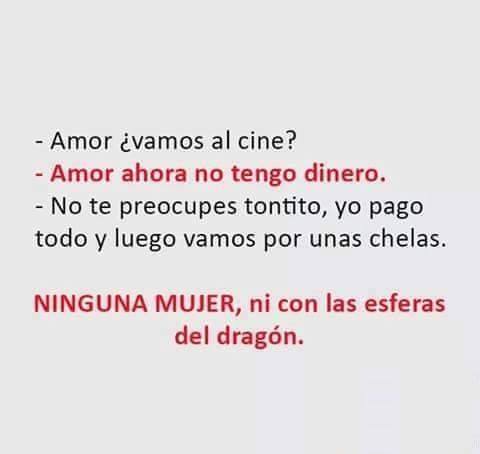 - Amor ¿vamos al cine?
- Amor ahora no tengo dinero.
- No te preocupes tontito, yo pago
todo y luego vamos por unas chelas.
NINGUNA MUJER, ni con las esferas
del dragón.